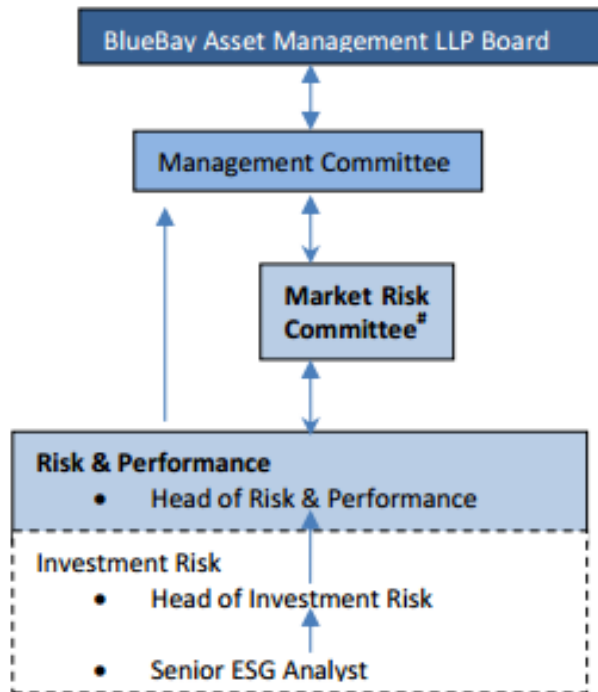 BlueBay Asset Management LLP Board
Management Committee
Market Risk
Committee#
Risk & Performance
• Head of Risk & Performance
Investment Risk
• Head of Investment Risk
• Senior ESG Analyst